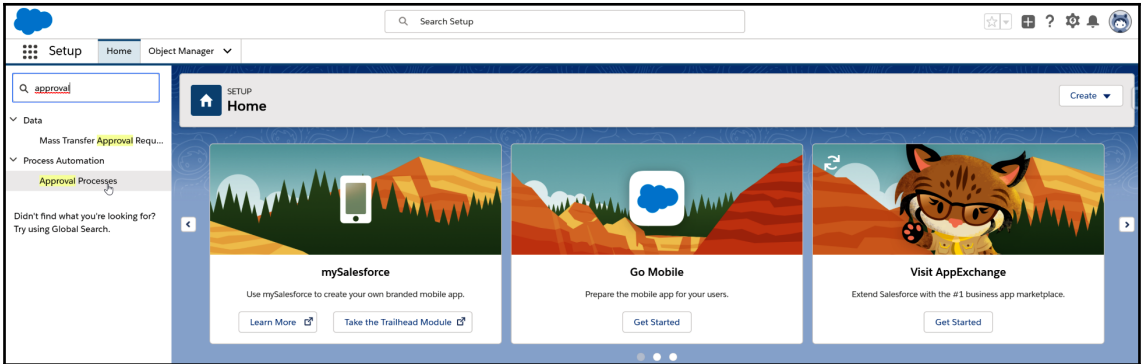 Search Setup
Setup
Home
Object Manager
approval
Data
Mass Transfer Approval Requ...
Process Automation
Approval Processes
Didn't find what you're looking for?
Try using Global Search.
SETUP
Home
Create
mySalesforce
Use mySalesforce to create your own branded mobile app.
Learn More
Take the Trailhead Module
Go Mobile
Prepare the mobile app for your users.
Get Started
Visit AppExchange
Extend Salesforce with the #1 business app marketplace.
Get Started